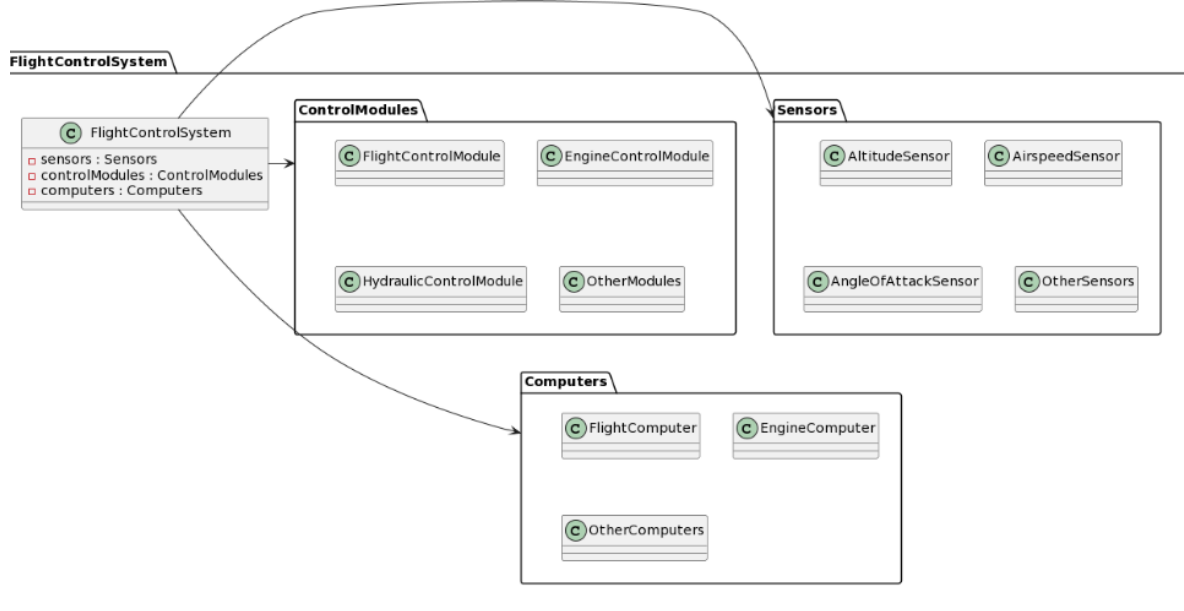 FlightControlSystem
C FlightControlSystem
sensors : Sensors
controlModules : ControlModules
computers : Computers
ControlModules
C FlightControlModule
C EngineControlModule
C HydraulicControlModule
C OtherModules
Sensors
C AltitudeSensor
C AirspeedSensor
C AngleOfAttackSensor
C OtherSensors
Computers
C FlightComputer
C EngineComputer
C OtherComputers